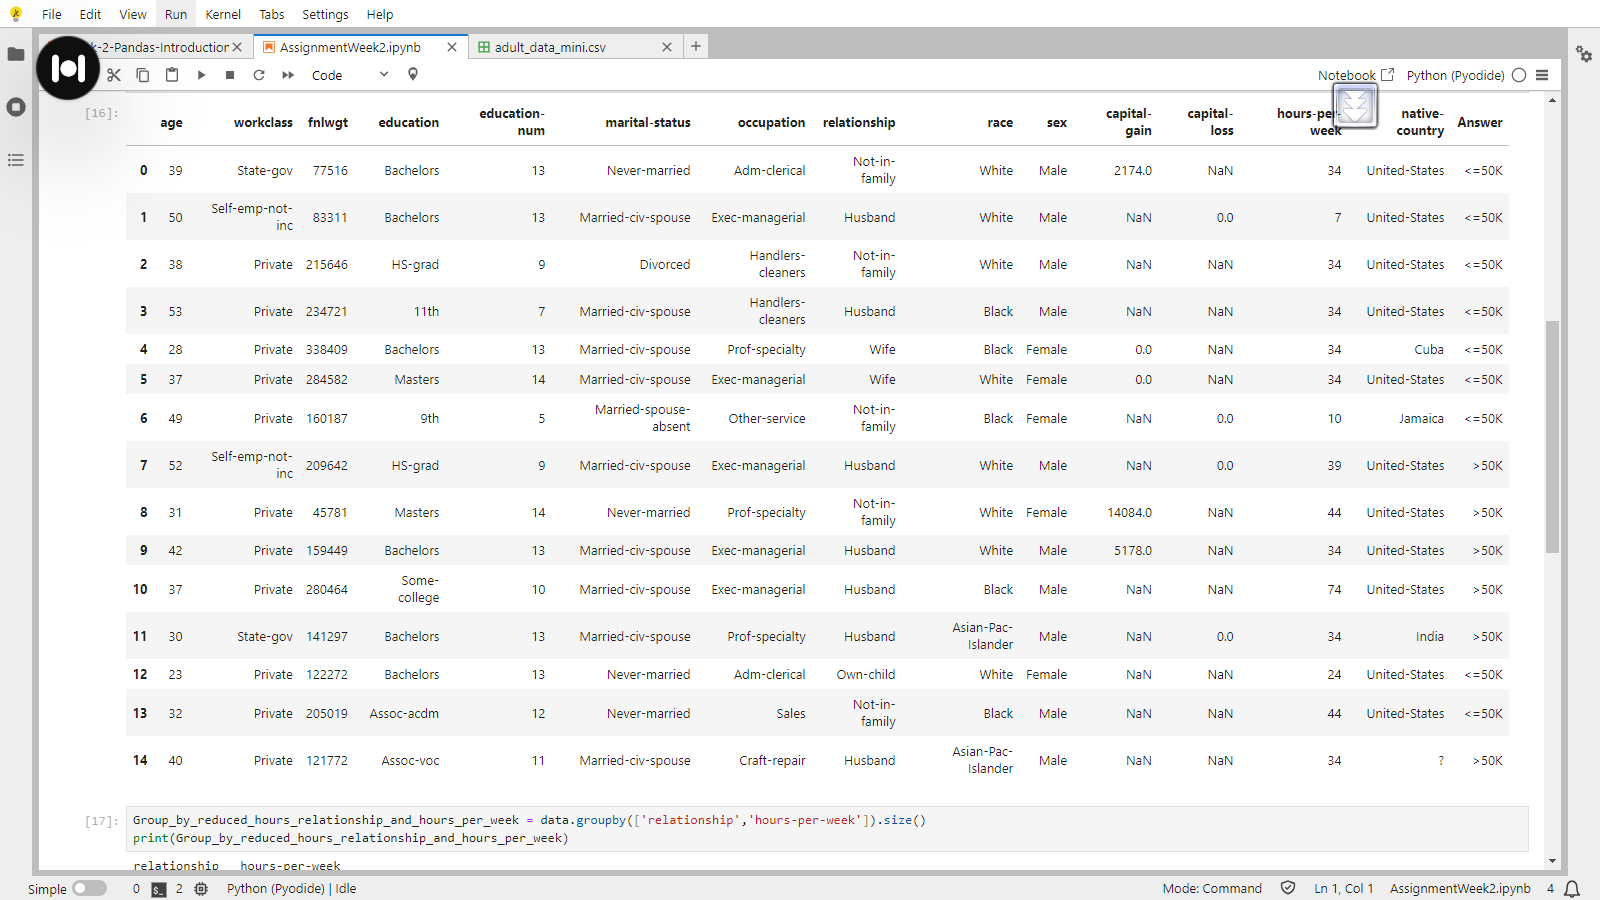 File Edit View Run Kernel Tabs Settings Help
k-2-Pandas-Introduction AssignmentWeek2.ipynb adult_data_mini.csv
Code Notebook Python (Pyodide)
[16]:
age workclass fnlwgt education education-num marital-status occupation relationship race sex capital-gain capital-loss hours-per-week native-country Answer
0 39 State-gov 77516 Bachelors 13 Never-married Adm-clerical Not-in-family White Male 2174.0 NaN 34 United-States <=50K
1 50 Self-emp-not-inc 83311 Bachelors 13 Married-civ-spouse Exec-managerial Husband White Male NaN 0.0 7 United-States <=50K
2 38 Private 215646 HS-grad 9 Divorced Handlers-cleaners Not-in-family White Male NaN NaN 34 United-States <=50K
3 53 Private 234721 11th 7 Married-civ-spouse Handlers-cleaners Husband Black Male NaN NaN 34 United-States <=50K
4 28 Private 338409 Bachelors 13 Married-civ-spouse Prof-specialty Wife Black Female 0.0 NaN 34 Cuba <=50K
5 37 Private 284582 Masters 14 Married-civ-spouse Exec-managerial Wife White Female 0.0 NaN 34 United-States <=50K
6 49 Private 160187 9th 5 Married-spouse-absent Other-service Not-in-family Black Female NaN 0.0 10 Jamaica <=50K
7 52 Self-emp-not-inc 209642 HS-grad 9 Married-civ-spouse Exec-managerial Husband White Male NaN 0.0 39 United-States >50K
8 31 Private 45781 Masters 14 Never-married Prof-specialty Not-in-family White Female 14084.0 NaN 44 United-States >50K
9 42 Private 159449 Bachelors 13 Married-civ-spouse Exec-managerial Husband White Male 5178.0 NaN 34 United-States >50K
10 37 Private 280464 Some-college 10 Married-civ-spouse Exec-managerial Husband Black Male NaN NaN 74 United-States >50K
11 30 State-gov 141297 Bachelors 13 Married-civ-spouse Prof-specialty Husband Asian-Pac-Islander Male NaN 0.0 34 India >50K
12 23 Private 122272 Bachelors 13 Never-married Adm-clerical Own-child White Female NaN NaN 24 United-States <=50K
13 32 Private 205019 Assoc-acdm 12 Never-married Sales Not-in-family Black Male NaN NaN 44 United-States <=50K
14 40 Private 121772 Assoc-voc 11 Married-civ-spouse Craft-repair Husband Asian-Pac-Islander Male NaN NaN 34 ? >50K
[17]: Group_by_reduced_hours_relationship_and_hours_per_week = data.groupby(['relationship','hours-per-week']).size()
print(Group_by_reduced_hours_relationship_and_hours_per_week)
relationship hours-per-week
Simple 0 2 Python (Pyodide) | Idle Mode: Command Ln 1, Col 1 AssignmentWeek2.ipynb 4